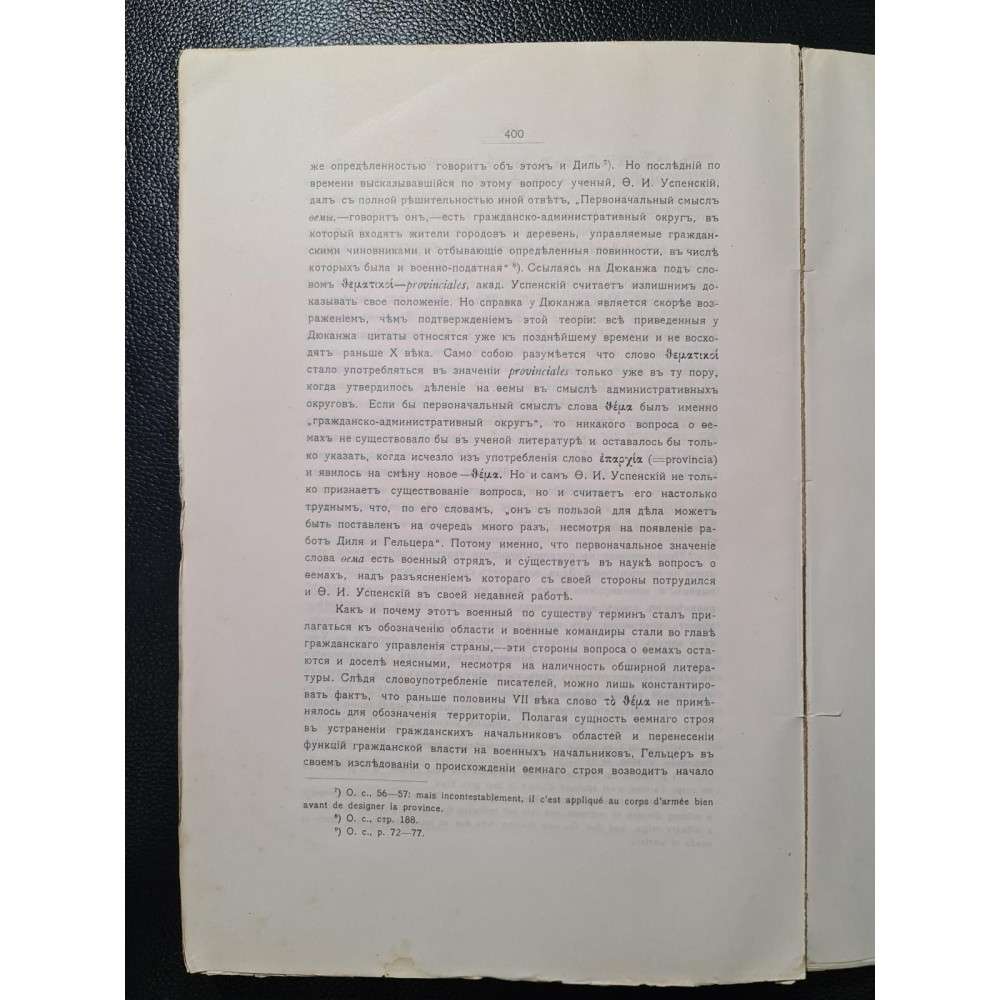 400
же опредѣленностью говоритъ объ этомъ и Диль ⁷). Но послѣдній по
времени высказывавшійся по этому вопросу ученый, Ѳ. И. Успенскій,
далъ съ полной рѣшительностью иной отвѣтъ, „Первоначальный смыслъ
ѳемы,—говоритъ онъ,—есть гражданско-административный округъ, въ
который входятъ жители городовъ и деревень, управляемые граждан-
скими чиновниками и отбывающіе опредѣленныя повинности, въ числѣ
которыхъ была и военно-податная“ ⁸). Ссылаясь на Дюканжа подъ сло-
вомъ ϑεματικοί—provinciales, акад. Успенскій считаетъ излишнимъ до-
казывать свое положеніе. Но справка у Дюканжа является скорѣе воз-
раженіемъ, чѣмъ подтвержденіемъ этой теоріи: всѣ приведенныя у
Дюканжа цитаты относятся уже къ позднѣйшему времени и не восхо-
дятъ раньше X вѣка. Само собою разумѣется что слово ϑεματικοί
стало употребляться въ значеніи provinciales только уже въ ту пору,
когда утвердилось дѣленіе на ѳемы въ смыслѣ административныхъ
округовъ. Если бы первоначальный смыслъ слова ϑέμα былъ именно
„гражданско-административный округъ“, то никакого вопроса о ѳе-
махъ не существовало бы въ ученой литературѣ и оставалось бы толь-
ко указать, когда исчезло изъ употребленія слово ἐπαρχία (=provincia)
и явилось на смѣну новое—ϑέμα. Но и самъ Ѳ. И. Успенскій не толь-
ко признаетъ существованіе вопроса, но и считаетъ его настолько
труднымъ, что, по его словамъ, „онъ съ пользой для дѣла можетъ
быть поставленъ на очередь много разъ, несмотря на появленіе ра-
ботъ Диля и Гельцера“. Потому именно, что первоначальное значеніе
слова ѳема есть военный отрядъ, и существуетъ въ наукѣ вопросъ о
ѳемахъ, надъ разъясненіемъ котораго съ своей стороны потрудился
и Ѳ. И. Успенскій въ своей недавней работѣ.
Какъ и почему этотъ военный по существу терминъ сталъ при-
лагаться къ обозначенію области и военные командиры стали во главѣ
гражданскаго управленія страны,—эти стороны вопроса о ѳемахъ оста-
ются и доселѣ неясными, несмотря на наличность обширной литера-
туры. Слѣдя словоупотребленіе писателей, можно лишь константиро-
вать фактъ, что раньше половины VII вѣка слово τὸ ϑέμα не примѣ-
нялось для обозначенія территоріи. Полагая сущность ѳемнаго строя
въ устраненіи гражданскихъ начальниковъ областей и перенесеніи
функцій гражданской власти на военныхъ начальниковъ, Гельцеръ въ
своемъ изслѣдованіи о происхожденіи ѳемнаго строя возводитъ начало
⁷) O. c., 56—57: mais incontestablement, il c'est appliqué au corps d'armée bien
avant de designer la province.
⁸) O. c., стр. 188.
⁹) O. c., p. 72—77.